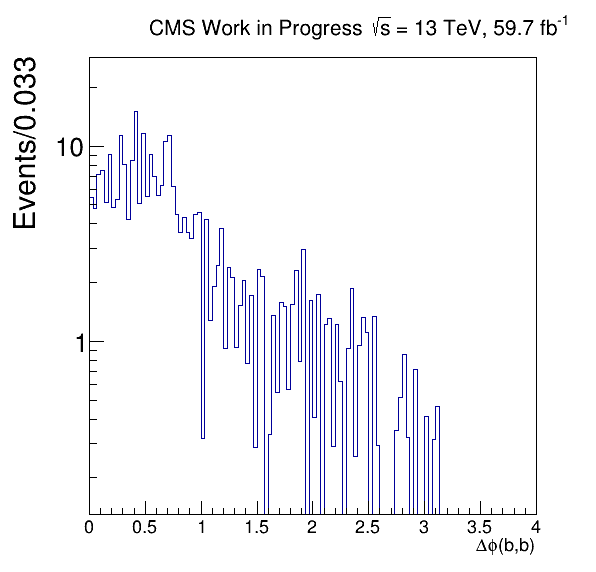 CMS Work in Progress √s = 13 TeV, 59.7 fb⁻¹
Events/0.033
10
1
0 0.5 1 1.5 2 2.5 3 3.5 4
Δϕ(b,b)